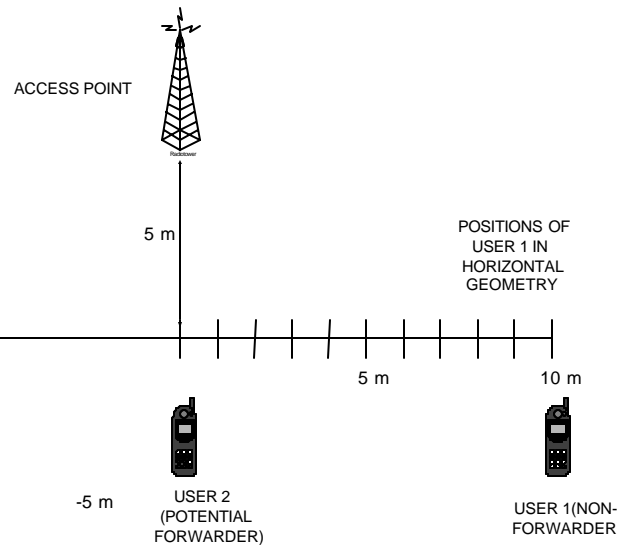 ACCESS POINT
Radiotower
5 m
POSITIONS OF
USER 1 IN
HORIZONTAL
GEOMETRY
5 m
10 m
-5 m
USER 2
(POTENTIAL
FORWARDER)
USER 1(NON-
FORWARDER